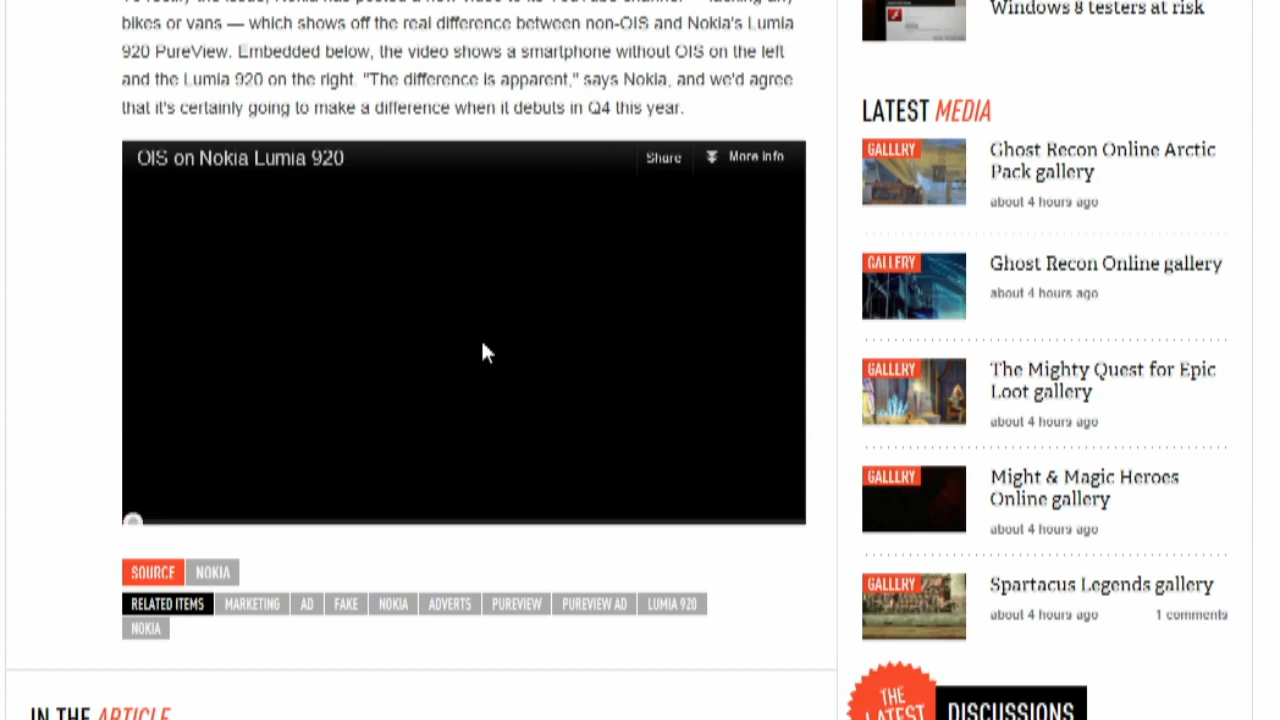 bikes or vans — which shows off the real difference between non-OIS and Nokia's Lumia
920 PureView. Embedded below, the video shows a smartphone without OIS on the left
and the Lumia 920 on the right. "The difference is apparent," says Nokia, and we'd agree
that it's certainly going to make a difference when it debuts in Q4 this year.
OIS on Nokia Lumia 920
Share
More info
SOURCE NOKIA
RELATED ITEMS MARKETING AD FAKE NOKIA ADVERTS PUREVIEW PUREVIEW AD LUMIA 920
NOKIA
IN THE ARTICLE
Windows 8 testers at risk
LATEST MEDIA
GALLERY
Ghost Recon Online Arctic
Pack gallery
about 4 hours ago
GALLERY
Ghost Recon Online gallery
about 4 hours ago
GALLERY
The Mighty Quest for Epic
Loot gallery
about 4 hours ago
GALLERY
Might & Magic Heroes
Online gallery
about 4 hours ago
GALLERY
Spartacus Legends gallery
about 4 hours ago 1 comments
THE
LATEST
DISCUSSIONS